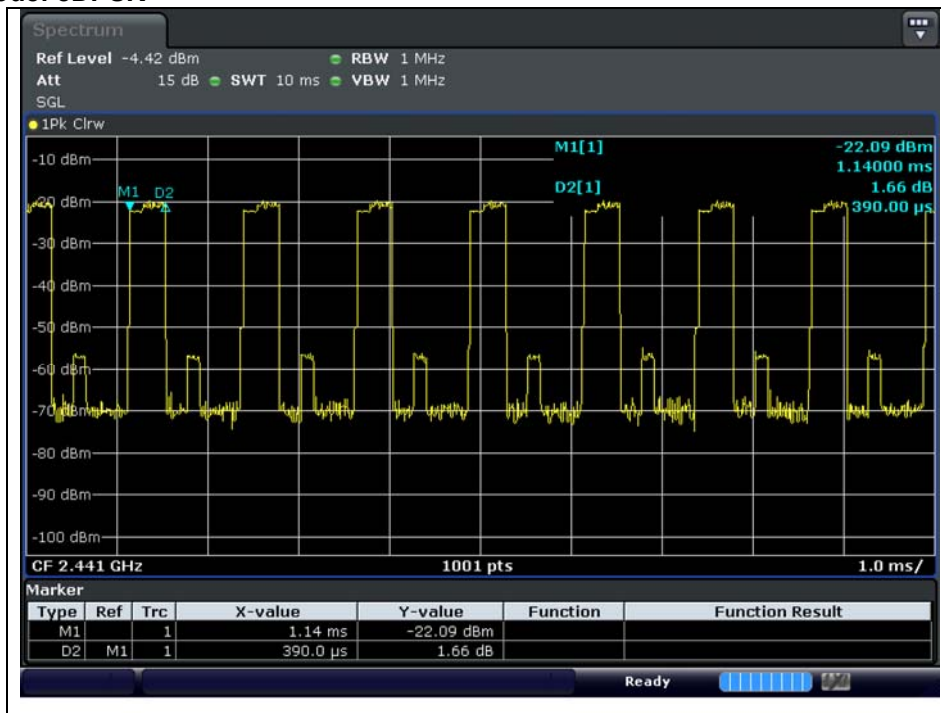 Spectrum
Ref Level -4.42 dBm RBW 1 MHz
Att 15 dB SWT 10 ms VBW 1 MHz
SGL
1Pk Clrw
M1[1] -22.09 dBm
1.14000 ms
D2[1] 1.66 dB
390.00 µs
M1 D2
-10 dBm
-20 dBm
-30 dBm
-40 dBm
-50 dBm
-60 dBm
-70 dBm
-80 dBm
-90 dBm
-100 dBm
CF 2.441 GHz 1001 pts 1.0 ms/
Marker
Type Ref Trc X-value Y-value Function Function Result
M1 1 1.14 ms -22.09 dBm
D2 M1 1 390.0 µs 1.66 dB
Ready